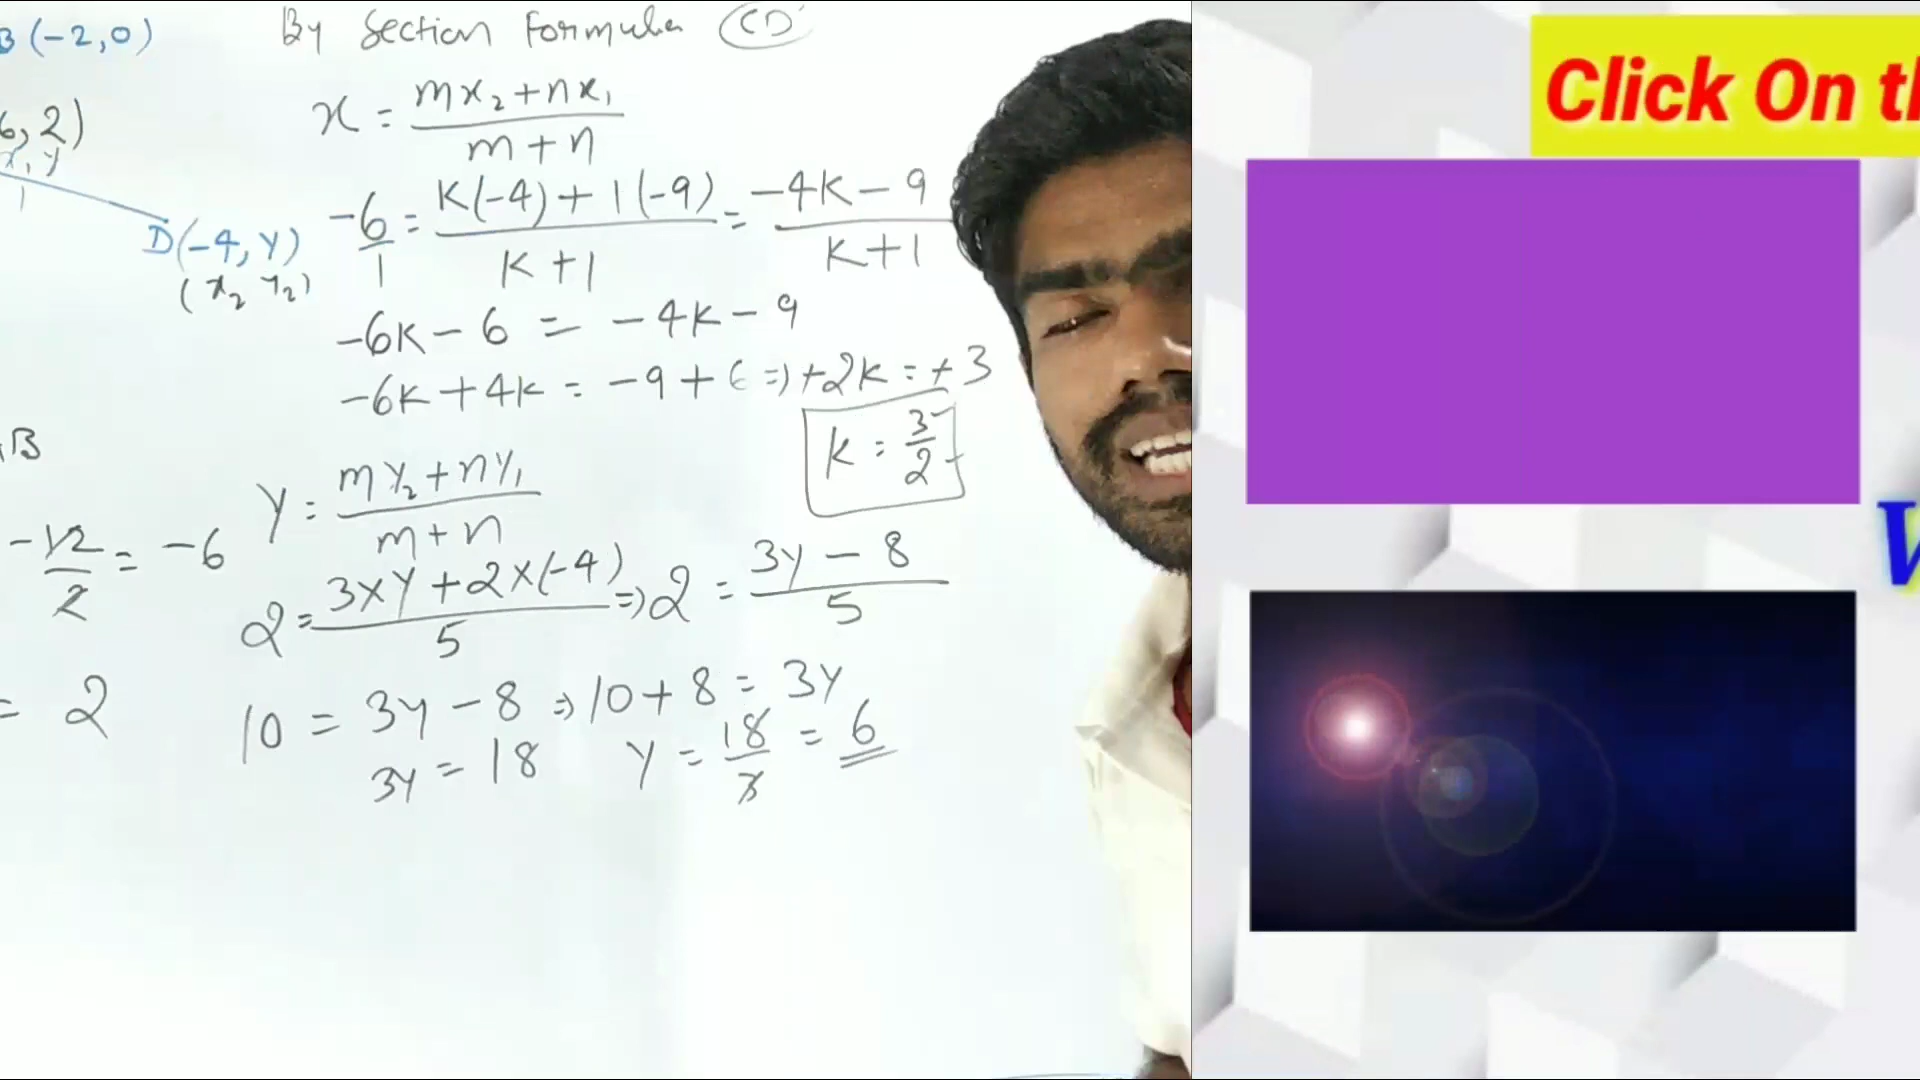 B (-2,0)
By Section Formula CD
6, 2)
x, y
1
x = mx₂+nx₁ / m+n
D(-4, y)
(x₂ y₂)
-6/1 = K(-4)+1(-9) / K+1 = -4K-9 / K+1
-6K-6 = -4K-9
-6K+4K = -9+6 ⇒ +2K = +3
K = 3/2
B
y = my₂+ny₁ / m+n
-12/2 = -6
2 = 3xy+2x(-4) / 5 ⇒ 2 = 3y-8 / 5
= 2
10 = 3y-8 ⇒ 10+8 = 3y
3y = 18 y = 18/3 = 6
Click On